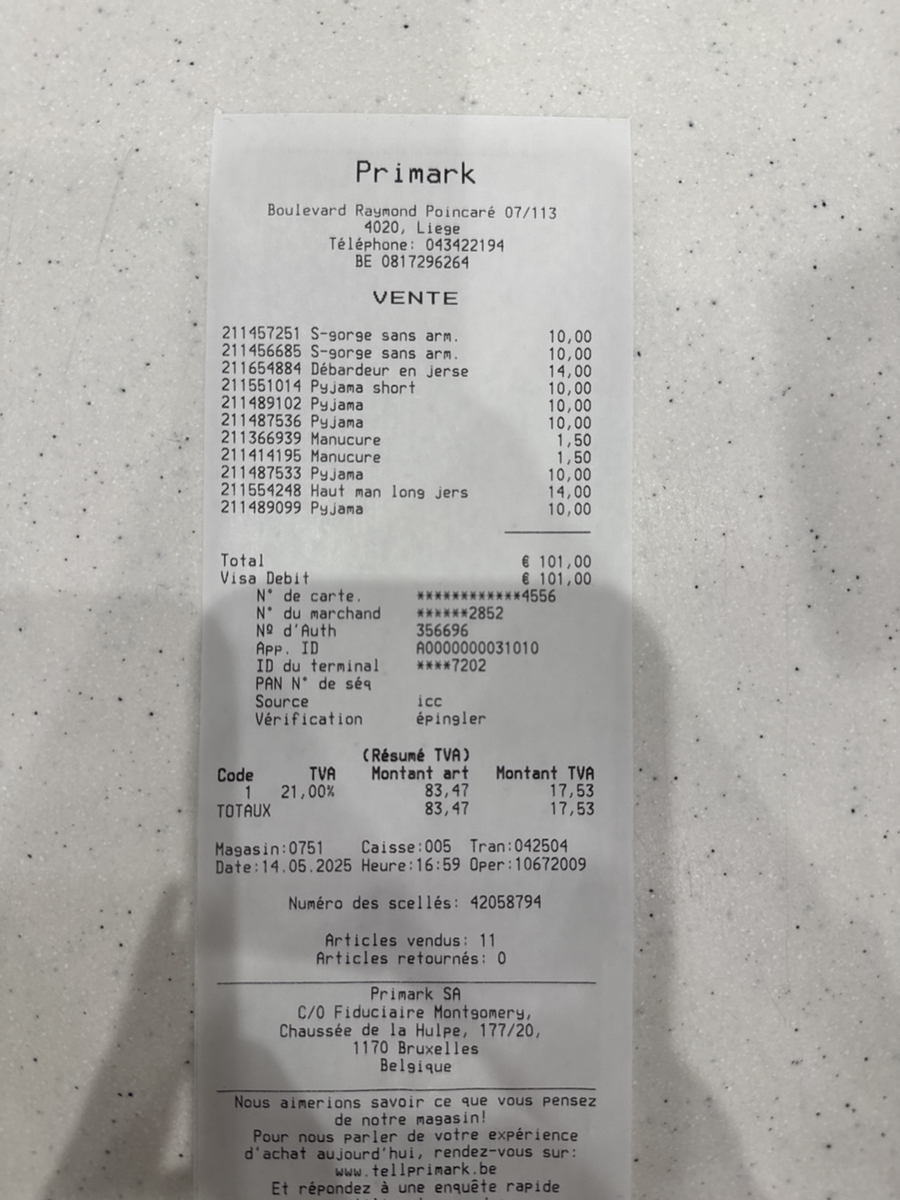 Primark
Boulevard Raymond Poincaré 07/113
4020, Liege
Téléphone: 043422194
BE 0817296264
VENTE
211457251 S-gorge sans arm. 10,00
211456685 S-gorge sans arm. 10,00
211654884 Débardeur en jerse 14,00
211551014 Pyjama short 10,00
211489102 Pyjama 10,00
211487536 Pyjama 10,00
211366939 Manucure 1,50
211414195 Manucure 1,50
211487533 Pyjama 10,00
211554248 Haut man long jers 14,00
211489099 Pyjama 10,00
Total € 101,00
Visa Debit € 101,00
N° de carte. ************4556
N° du marchand ******2852
Nº d'Auth 356696
App. ID A0000000031010
ID du terminal ****7202
PAN N° de séq
Source icc
Vérification épingler
(Résumé TVA)
Code TVA Montant art Montant TVA
1 21,00% 83,47 17,53
TOTAUX 83,47 17,53
Magasin:0751 Caisse:005 Tran:042504
Date:14.05.2025 Heure:16:59 Oper:10672009
Numéro des scellés: 42058794
Articles vendus: 11
Articles retournés: 0
Primark SA
C/O Fiduciaire Montgomery,
Chaussée de la Hulpe, 177/20,
1170 Bruxelles
Belgique
Nous aimerions savoir ce que vous pensez
de notre magasin!
Pour nous parler de votre expérience
d'achat aujourd'hui, rendez-vous sur:
www.tellprimark.be
Et répondez à une enquête rapide